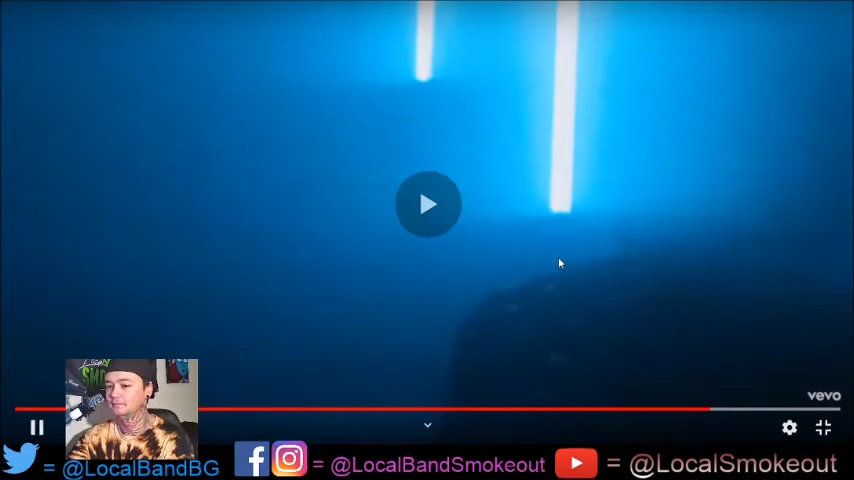 vevo
= @LocalBandBG
= @LocalBandSmokeout
= @LocalSmokeout